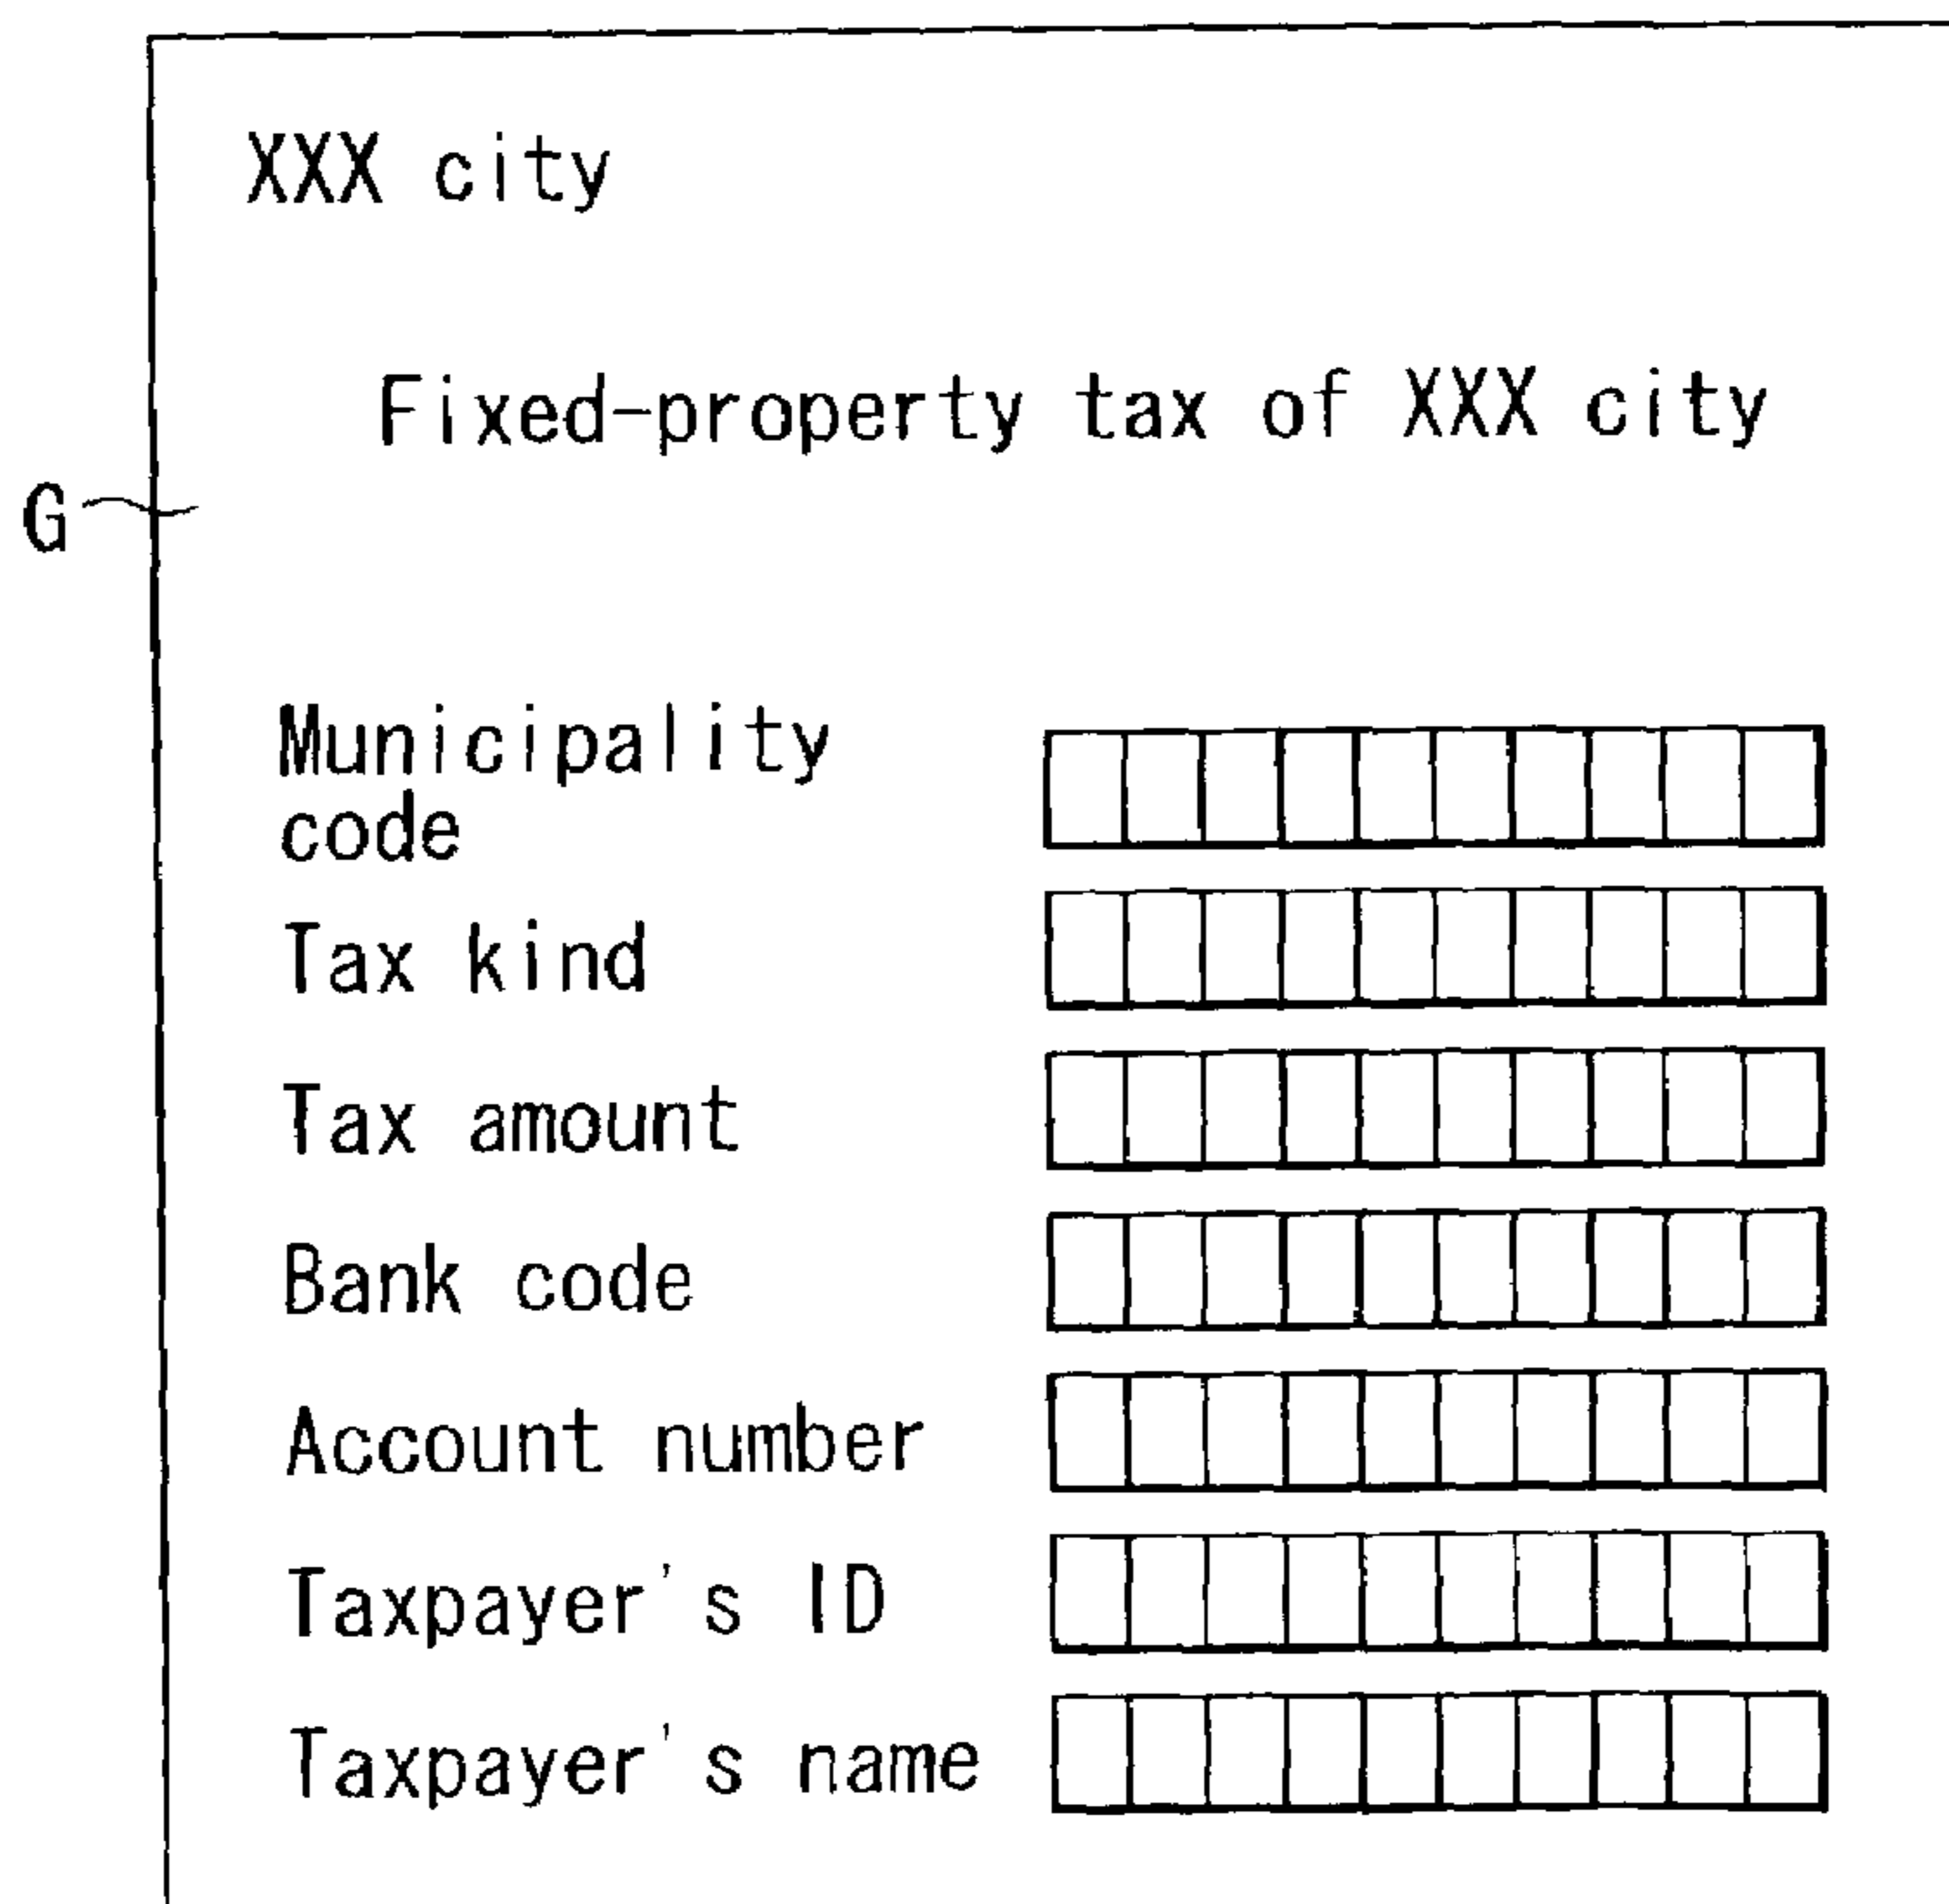 XXX city
Fixed-property tax of XXX city
G
Municipality
code
Tax kind
Tax amount
Bank code
Account number
Taxpayer's ID
Taxpayer's name